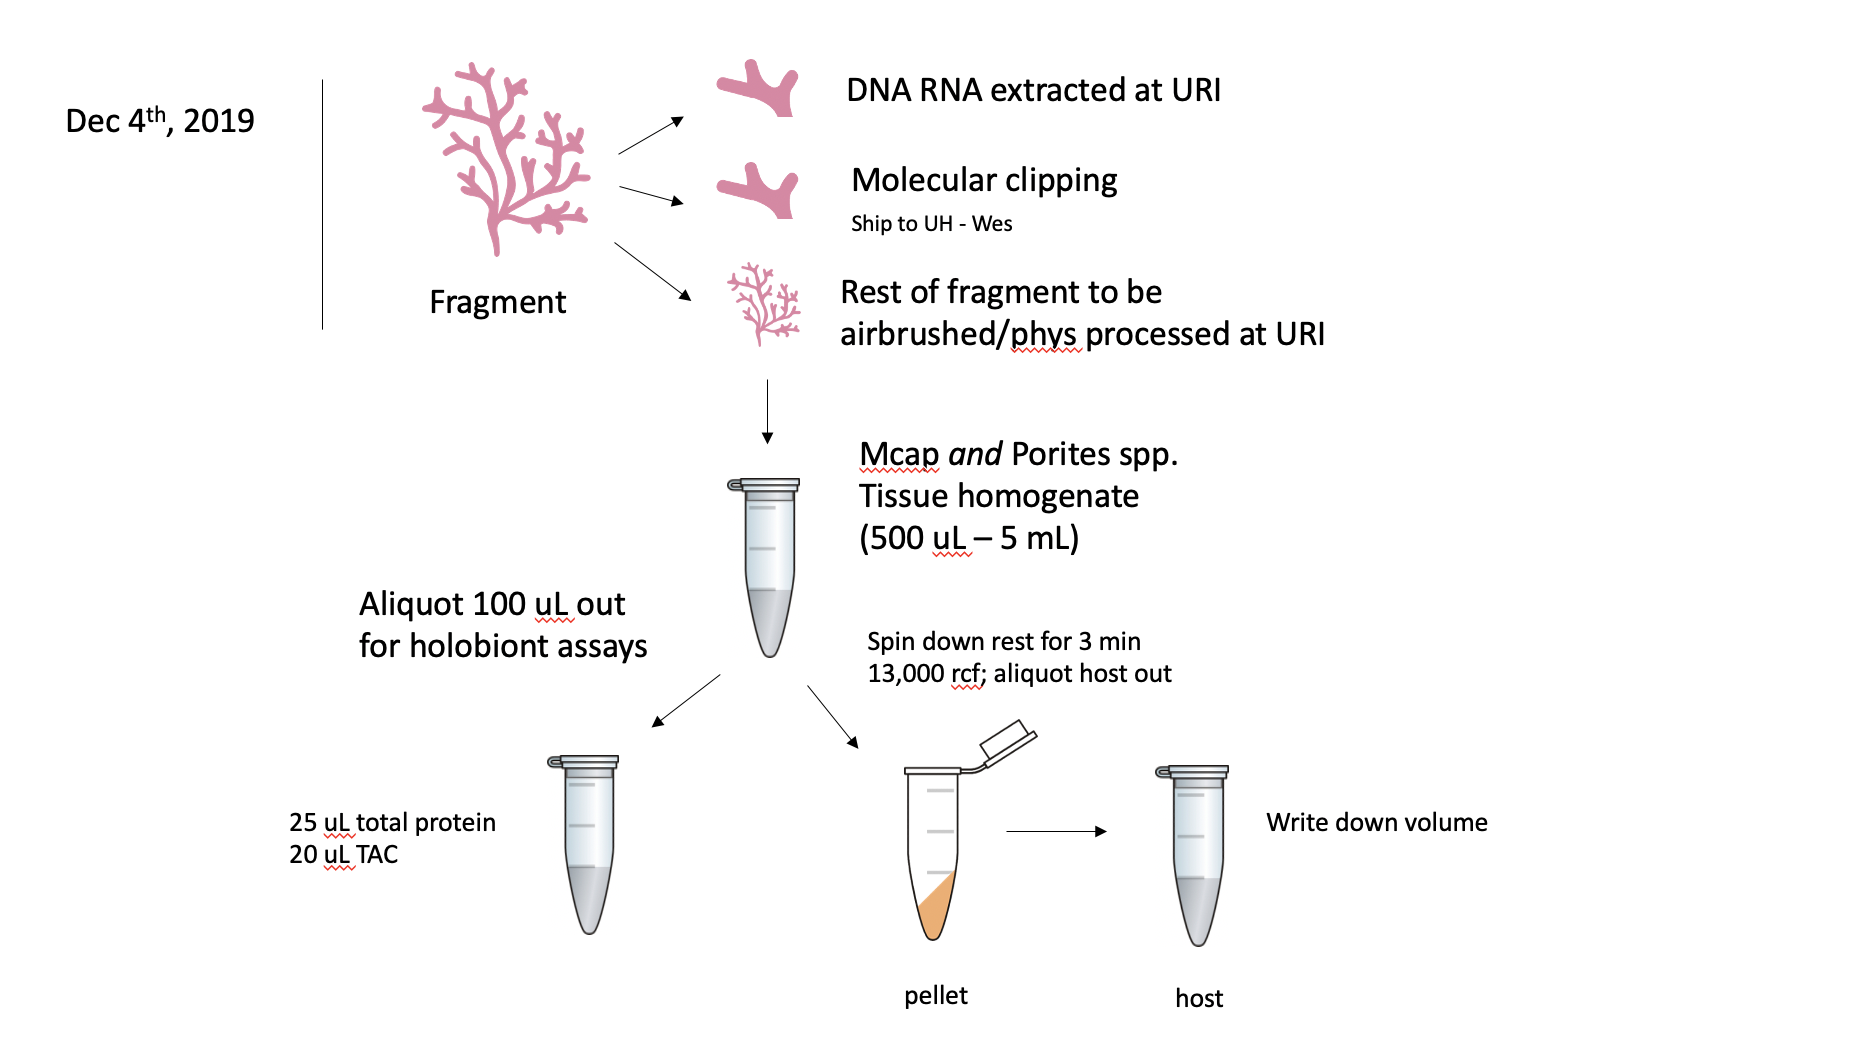 Dec 4th, 2019
DNA RNA extracted at URI
Molecular clipping
Ship to UH - Wes
Fragment
Rest of fragment to be
airbrushed/phys processed at URI
Mcap and Porites spp.
Tissue homogenate
(500 uL – 5 mL)
Aliquot 100 uL out
for holobiont assays
Spin down rest for 3 min
13,000 rcf; aliquot host out
25 uL total protein
20 uL TAC
Write down volume
pellet
host